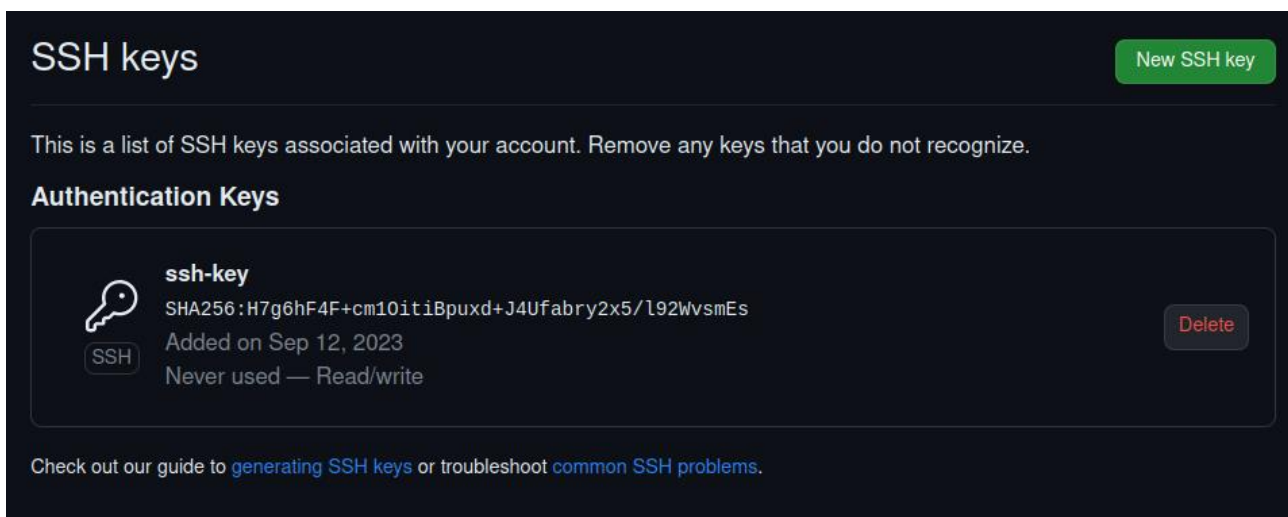 SSH keys
New SSH key
This is a list of SSH keys associated with your account. Remove any keys that you do not recognize.
Authentication Keys
ssh-key
SHA256:H7g6hF4F+cm1OitiBpuxd+J4Ufabry2x5/l92WvsmEs
Added on Sep 12, 2023
Never used — Read/write
SSH
Delete
Check out our guide to generating SSH keys or troubleshoot common SSH problems.